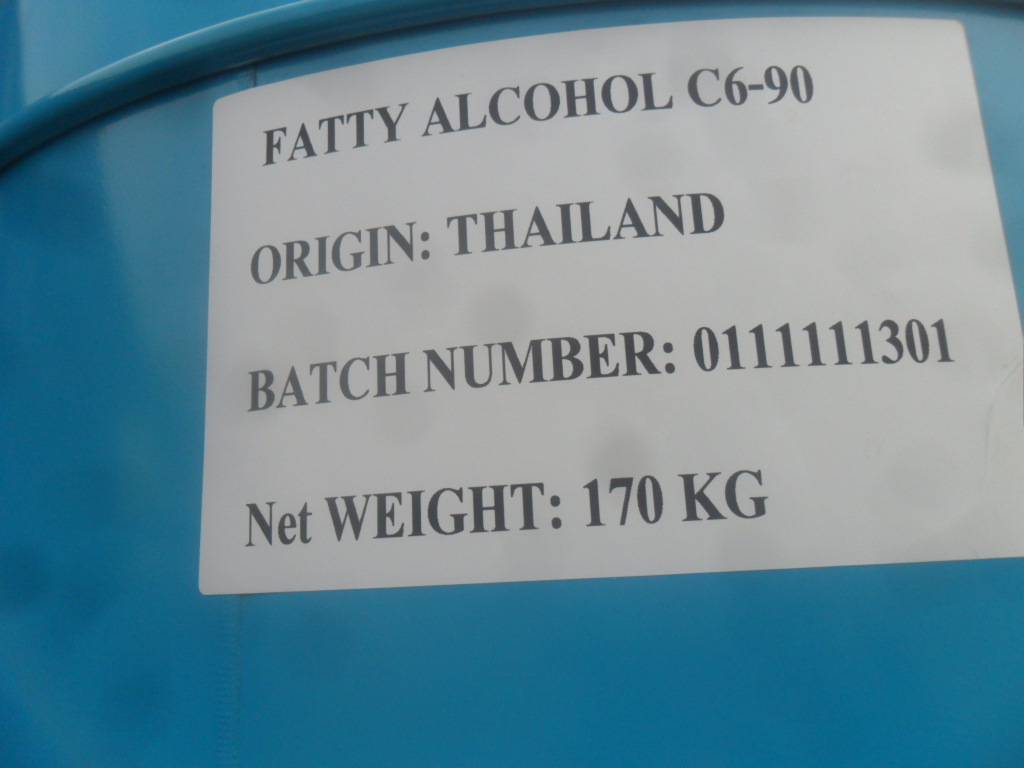 FATTY ALCOHOL C6-90
ORIGIN: THAILAND
BATCH NUMBER: 0111111301
Net WEIGHT: 170 KG